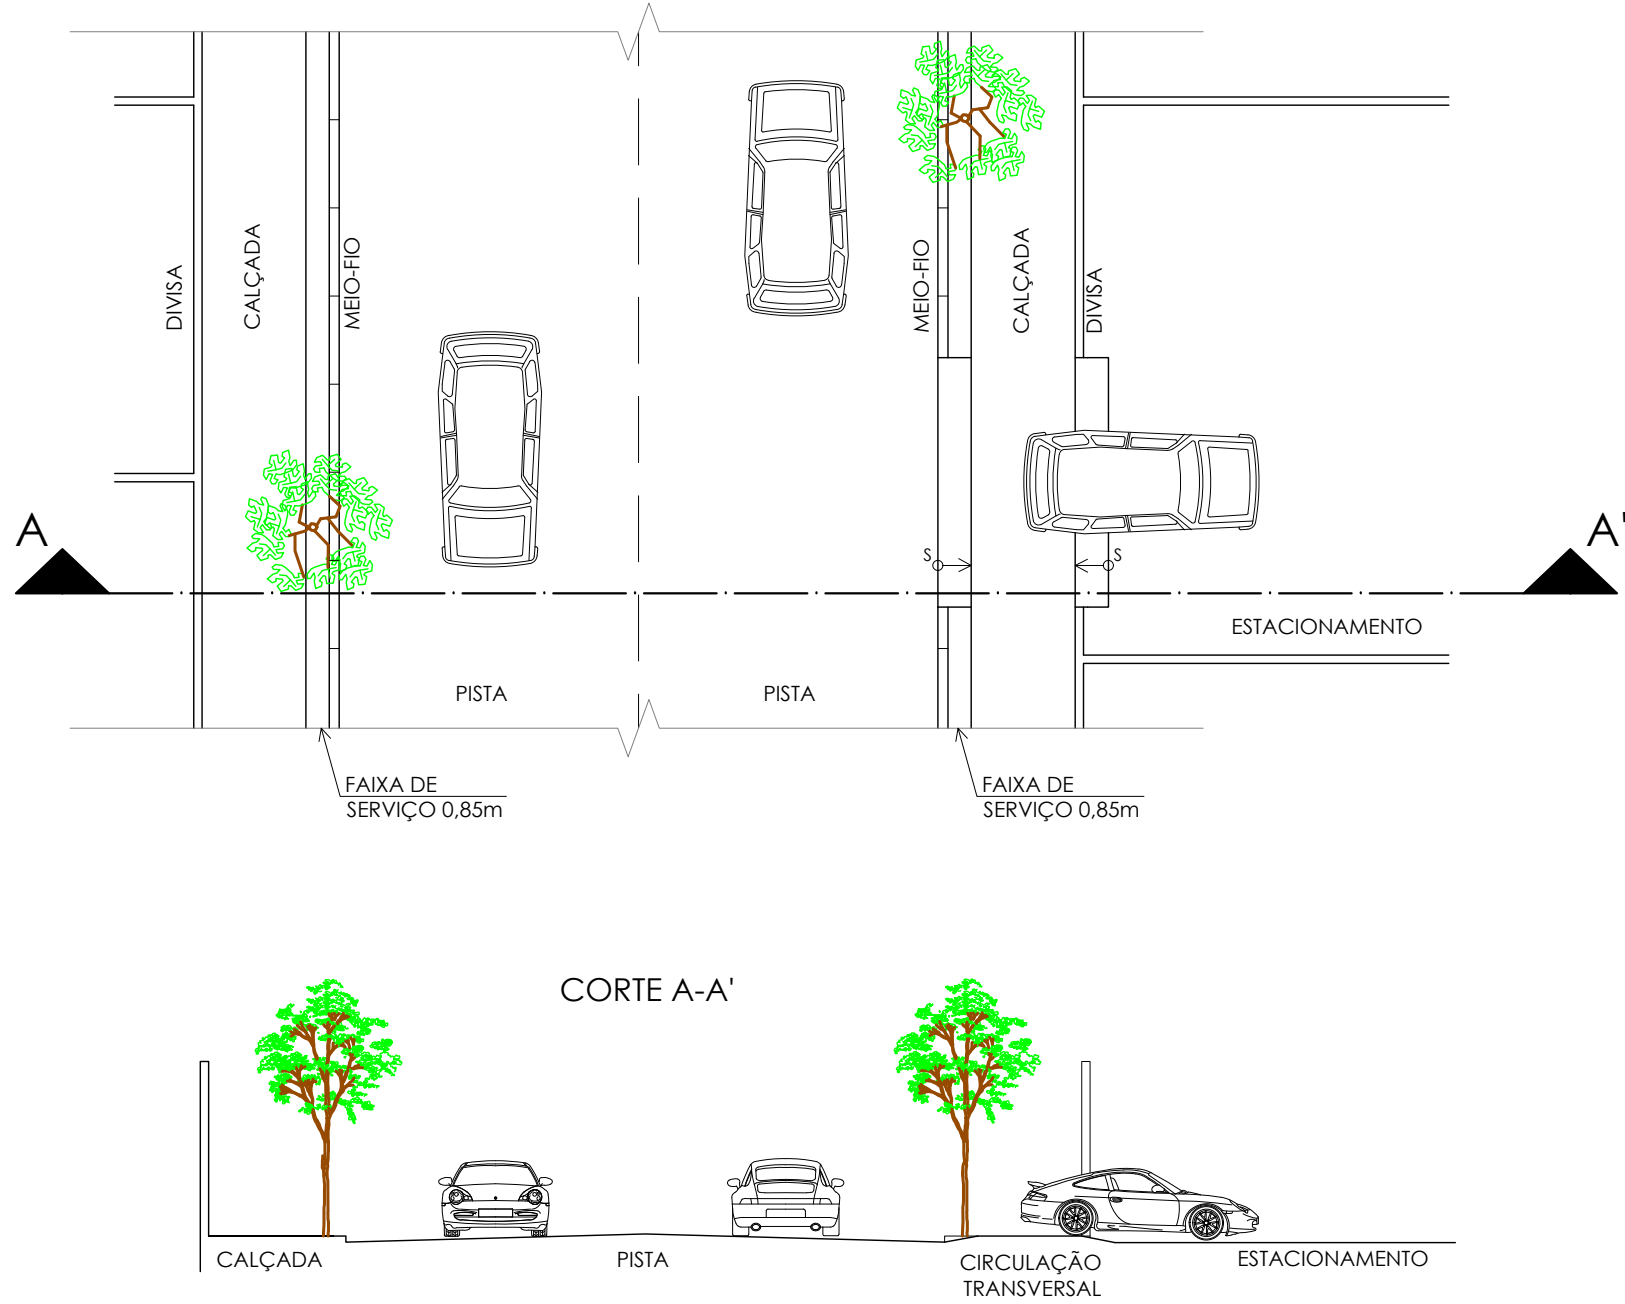 DIVISA
CALÇADA
MEIO-FIO
MEIO-FIO
CALÇADA
DIVISA
A
A'
S
S
ESTACIONAMENTO
PISTA
PISTA
FAIXA DE
SERVIÇO 0,85m
FAIXA DE
SERVIÇO 0,85m
CORTE A-A'
CALÇADA
PISTA
CIRCULAÇÃO
TRANSVERSAL
ESTACIONAMENTO